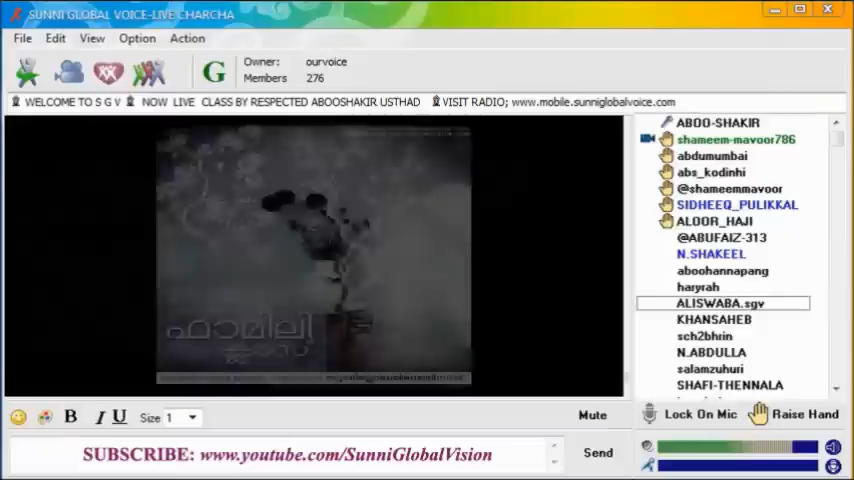 SUNNI GLOBAL VOICE-LIVE CHARCHA
File Edit View Option Action
G
Owner: ourvoice
Members 276
WELCOME TO S G V NOW LIVE CLASS BY RESPECTED ABOOSHAKIR USTHAD VISIT RADIO; www.mobile.sunniglobalvoice.com
ABOO-SHAKIR
shameem-mavoor786
abdumumbai
abs_kodinhi
@shameemmavoor
SIDHEEQ_PULIKKAL
ALOOR_HAJI
@ABUFAIZ-313
N.SHAKEEL
aboohannapang
haryrah
ALISWABA.sgv
KHANSAHEB
sch2bhrin
N.ABDULLA
salamzuhuri
SHAFI-THENNALA
ഫാമിലി
ക്ലാസ്
B I U Size 1 Mute
Lock On Mic Raise Hand
SUBSCRIBE: www.youtube.com/SunniGlobalVision
Send